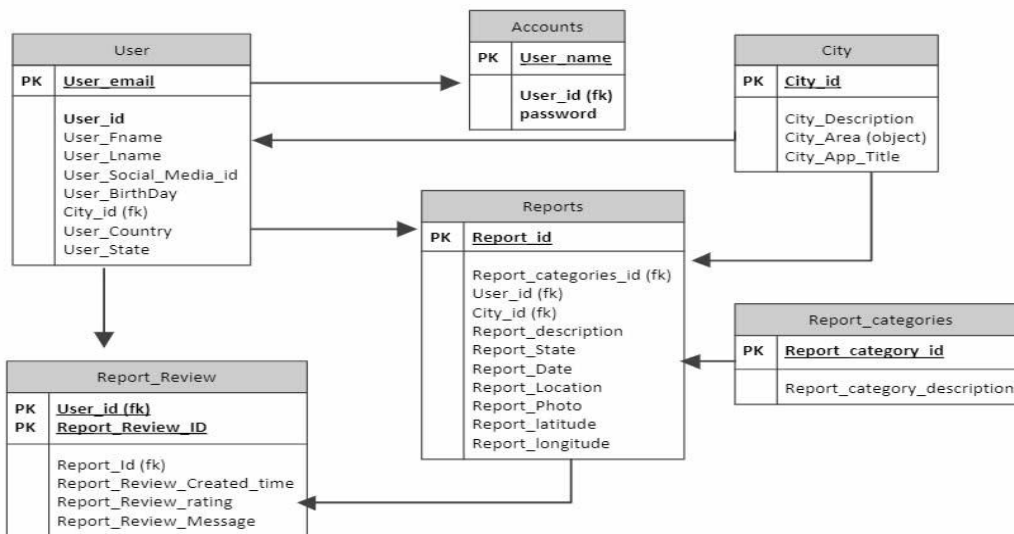 User
PK User_email
User_id
User_Fname
User_Lname
User_Social_Media_id
User_BirthDay
City_id (fk)
User_Country
User_State
Accounts
PK User_name
User_id (fk)
password
City
PK City_id
City_Description
City_Area (object)
City_App_Title
Reports
PK Report_id
Report_categories_id (fk)
User_id (fk)
City_id (fk)
Report_description
Report_State
Report_Date
Report_Location
Report_Photo
Report_latitude
Report_longitude
Report_categories
PK Report_category_id
Report_category_description
Report_Review
PK User_id (fk)
PK Report_Review_ID
Report_Id (fk)
Report_Review_Created_time
Report_Review_rating
Report_Review_Message